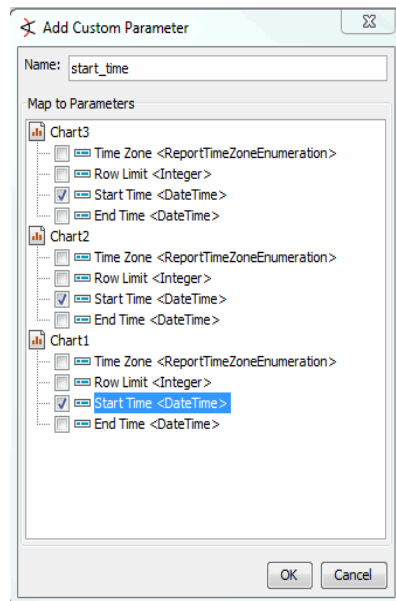 Add Custom Parameter
Name: start_time
Map to Parameters
Chart3
Time Zone <ReportTimeZoneEnumeration>
Row Limit <Integer>
Start Time <DateTime>
End Time <DateTime>
Chart2
Time Zone <ReportTimeZoneEnumeration>
Row Limit <Integer>
Start Time <DateTime>
End Time <DateTime>
Chart1
Time Zone <ReportTimeZoneEnumeration>
Row Limit <Integer>
Start Time <DateTime>
End Time <DateTime>
OK Cancel